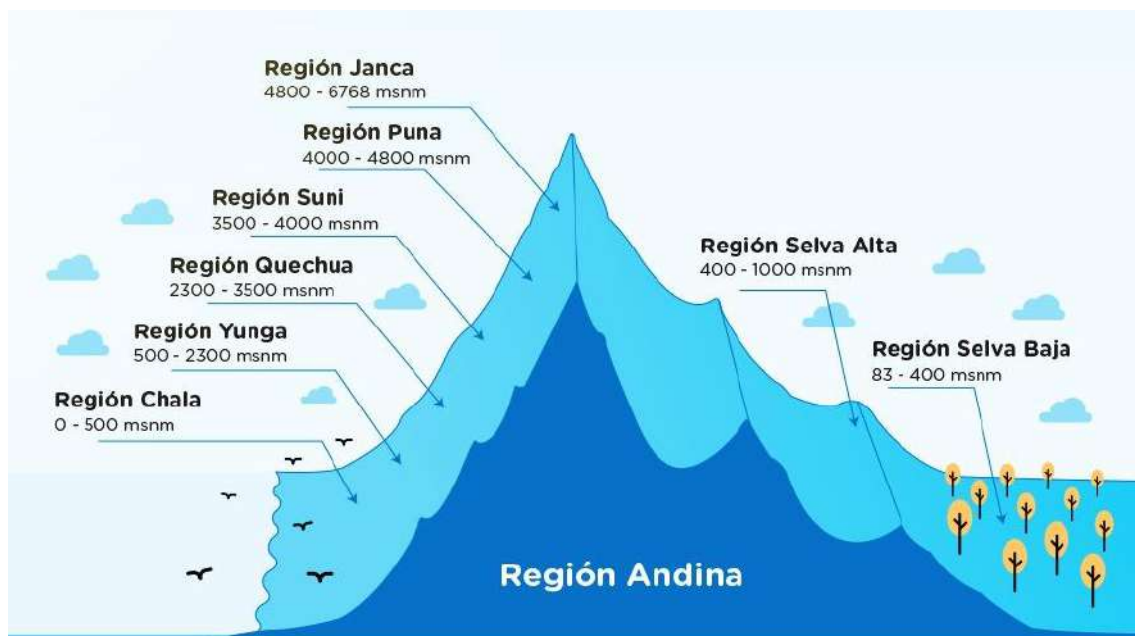 Región Janca
4800 - 6768 msnm
Región Puna
4000 - 4800 msnm
Región Suni
3500 - 4000 msnm
Región Quechua
2300 - 3500 msnm
Región Yunga
500 - 2300 msnm
Región Chala
0 - 500 msnm
Región Selva Alta
400 - 1000 msnm
Región Selva Baja
83 - 400 msnm
Región Andina